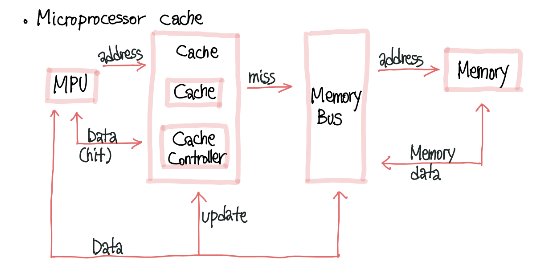 • Microprocessor cache
address
MPU
Data
(hit)
Cache
Cache
Cache
Controller
miss
Memory
Bus
address
Memory
Memory
data
update
Data